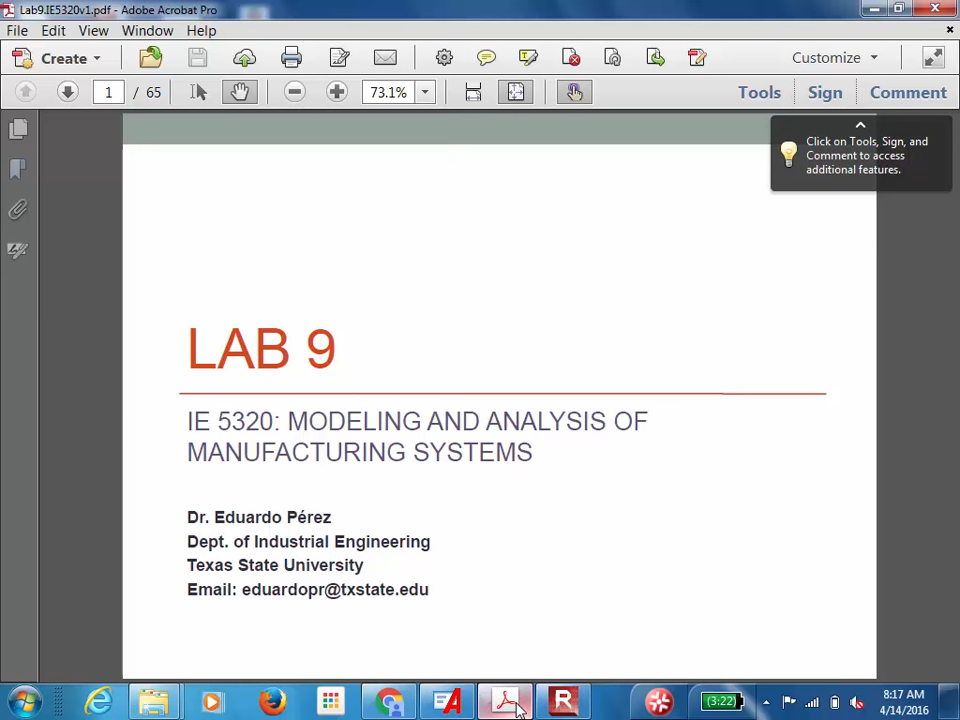 Lab9.IE5320v1.pdf - Adobe Acrobat Pro
File Edit View Window Help
Create Customize
1 / 65 73.1% Tools Sign Comment
Click on Tools, Sign, and
Comment to access
additional features.
LAB 9
IE 5320: MODELING AND ANALYSIS OF
MANUFACTURING SYSTEMS
Dr. Eduardo Pérez
Dept. of Industrial Engineering
Texas State University
Email: eduardopr@txstate.edu
(3:22)
8:17 AM
4/14/2016